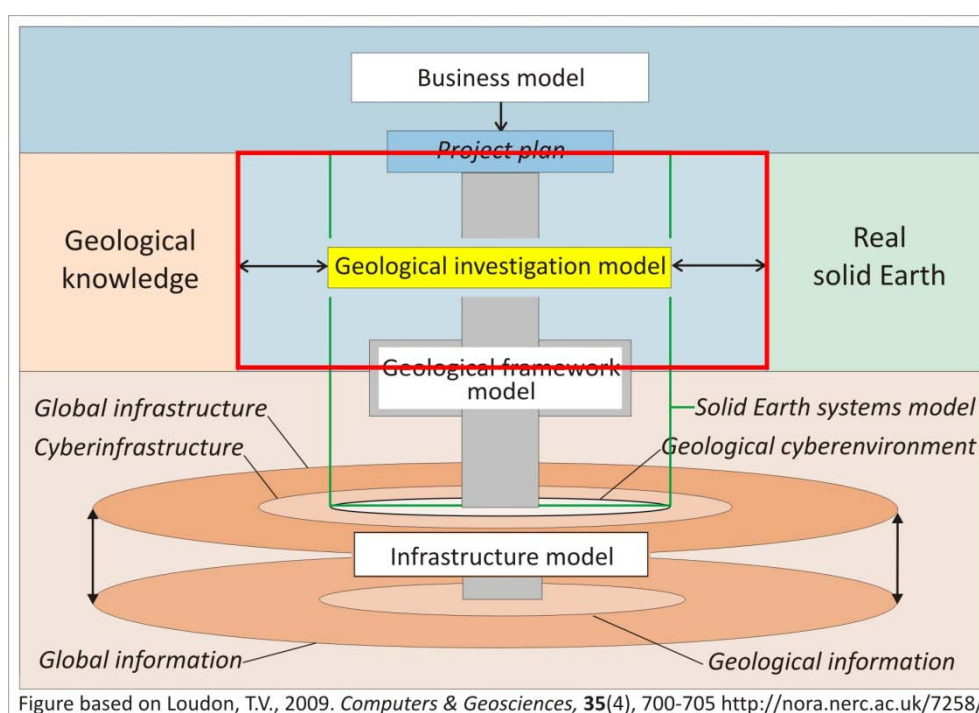 Business model
Project plan
Geological
knowledge
Geological investigation model
Real
solid Earth
Geological framework
model
Global infrastructure
Solid Earth systems model
Cyberinfrastructure
Geological cyberenvironment
Infrastructure model
Global information
Geological information
Figure based on Loudon, T.V., 2009. Computers & Geosciences, 35(4), 700-705 http://nora.nerc.ac.uk/7258/